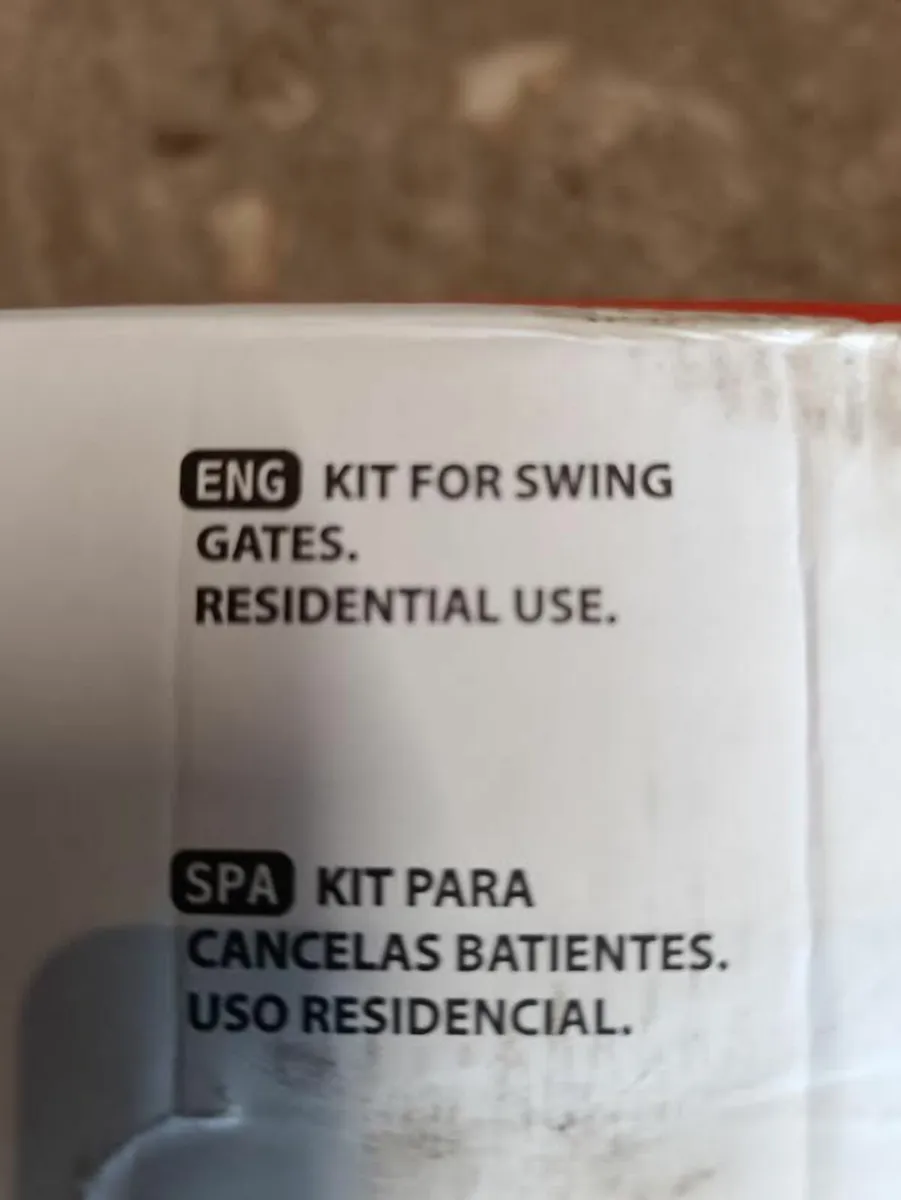 ENG KIT FOR SWING
GATES.
RESIDENTIAL USE.
SPA KIT PARA
CANCELAS BATIENTES.
USO RESIDENCIAL.